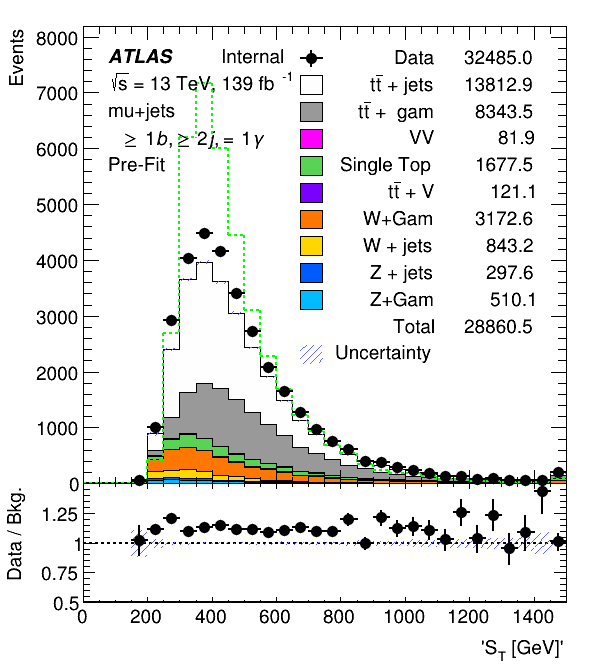 Events
8000
7000
6000
5000
4000
3000
2000
1000
0
ATLAS Internal
√s = 13 TeV, 139 fb⁻¹
mu+jets
≥ 1b, ≥ 2j, = 1γ
Pre-Fit
Data 32485.0
tt̄ + jets 13812.9
tt̄ + gam 8343.5
VV 81.9
Single Top 1677.5
tt̄ + V 121.1
W+Gam 3172.6
W + jets 843.2
Z + jets 297.6
Z+Gam 510.1
Total 28860.5
Uncertainty
Data / Bkg.
1.25
1
0.75
0.5
0 200 400 600 800 1000 1200 1400
'S_T [GeV]'